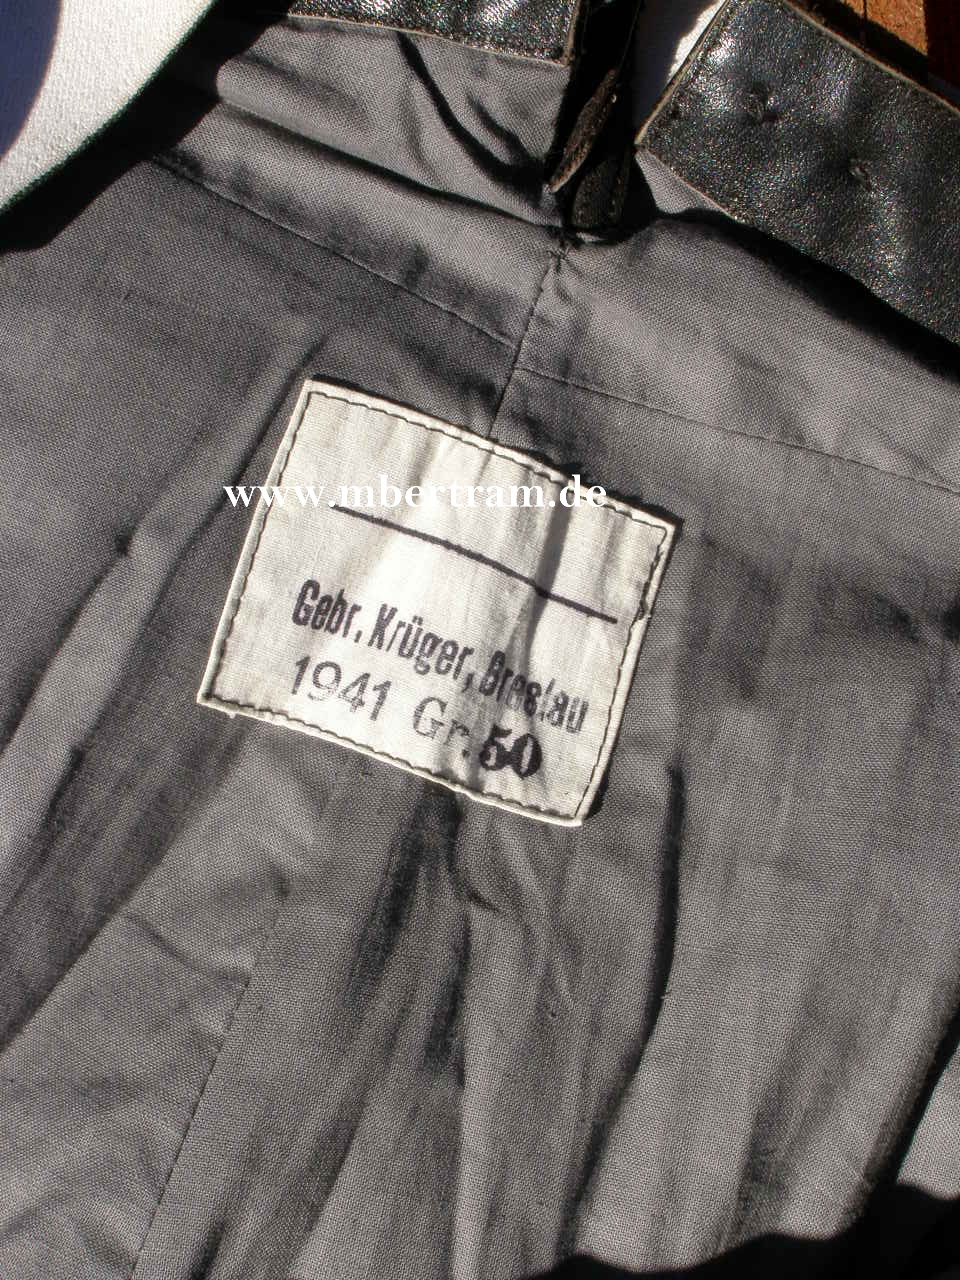 www.mbertram.de
Gebr. Krüger, Breslau
1941 Gr. 50